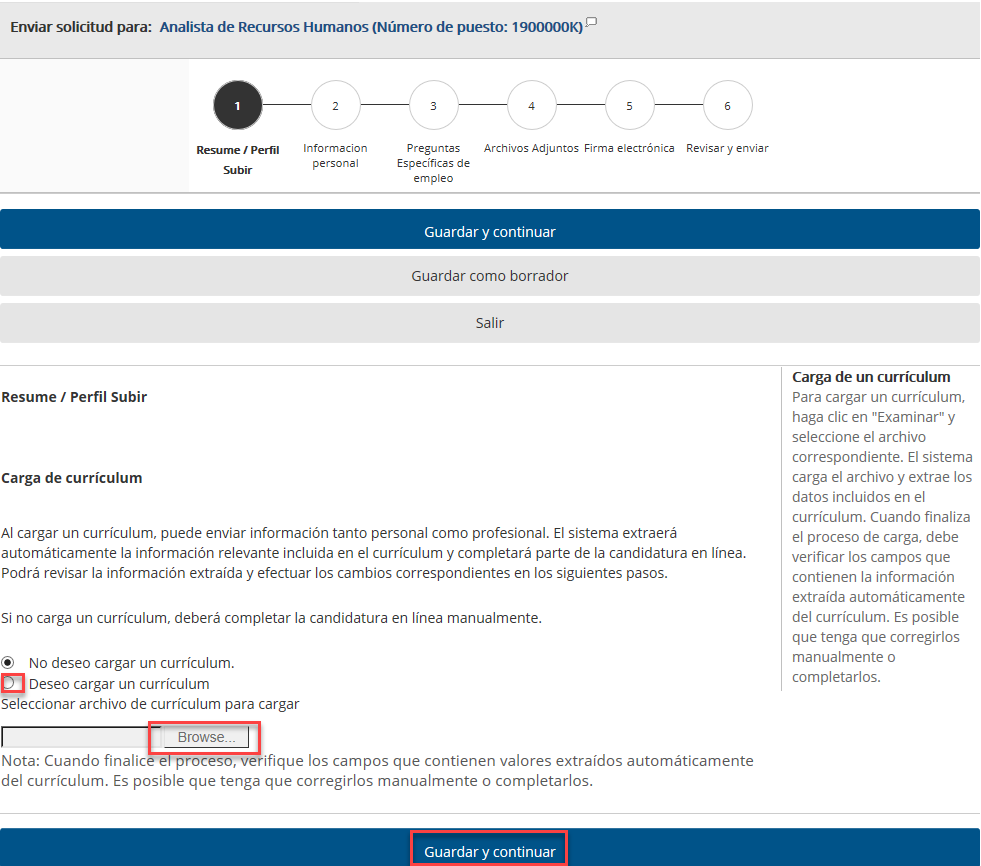 Enviar solicitud para: Analista de Recursos Humanos (Número de puesto: 1900000K)
1 2 3 4 5 6
Resume / Perfil
Subir
Informacion
personal
Preguntas
Específicas de
empleo
Archivos Adjuntos
Firma electrónica
Revisar y enviar
Guardar y continuar
Guardar como borrador
Salir
Resume / Perfil Subir
Carga de currículum
Al cargar un currículum, puede enviar información tanto personal como profesional. El sistema extraerá
automáticamente la información relevante incluida en el currículum y completará parte de la candidatura en línea.
Podrá revisar la información extraída y efectuar los cambios correspondientes en los siguientes pasos.
Si no carga un currículum, deberá completar la candidatura en línea manualmente.
No deseo cargar un currículum.
Deseo cargar un currículum
Seleccionar archivo de currículum para cargar
Browse...
Nota: Cuando finalice el proceso, verifique los campos que contienen valores extraídos automáticamente
del currículum. Es posible que tenga que corregirlos manualmente o completarlos.
Carga de un currículum
Para cargar un currículum,
haga clic en "Examinar" y
seleccione el archivo
correspondiente. El sistema
carga el archivo y extrae los
datos incluidos en el
currículum. Cuando finaliza
el proceso de carga, debe
verificar los campos que
contienen la información
extraída automáticamente
del currículum. Es posible
que tenga que corregirlos
manualmente o
completarlos.
Guardar y continuar